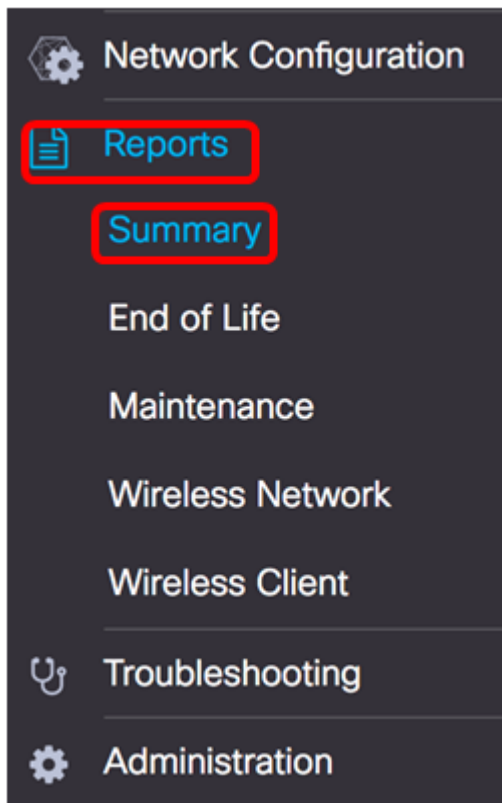 Network Configuration
Reports
Summary
End of Life
Maintenance
Wireless Network
Wireless Client
Troubleshooting
Administration